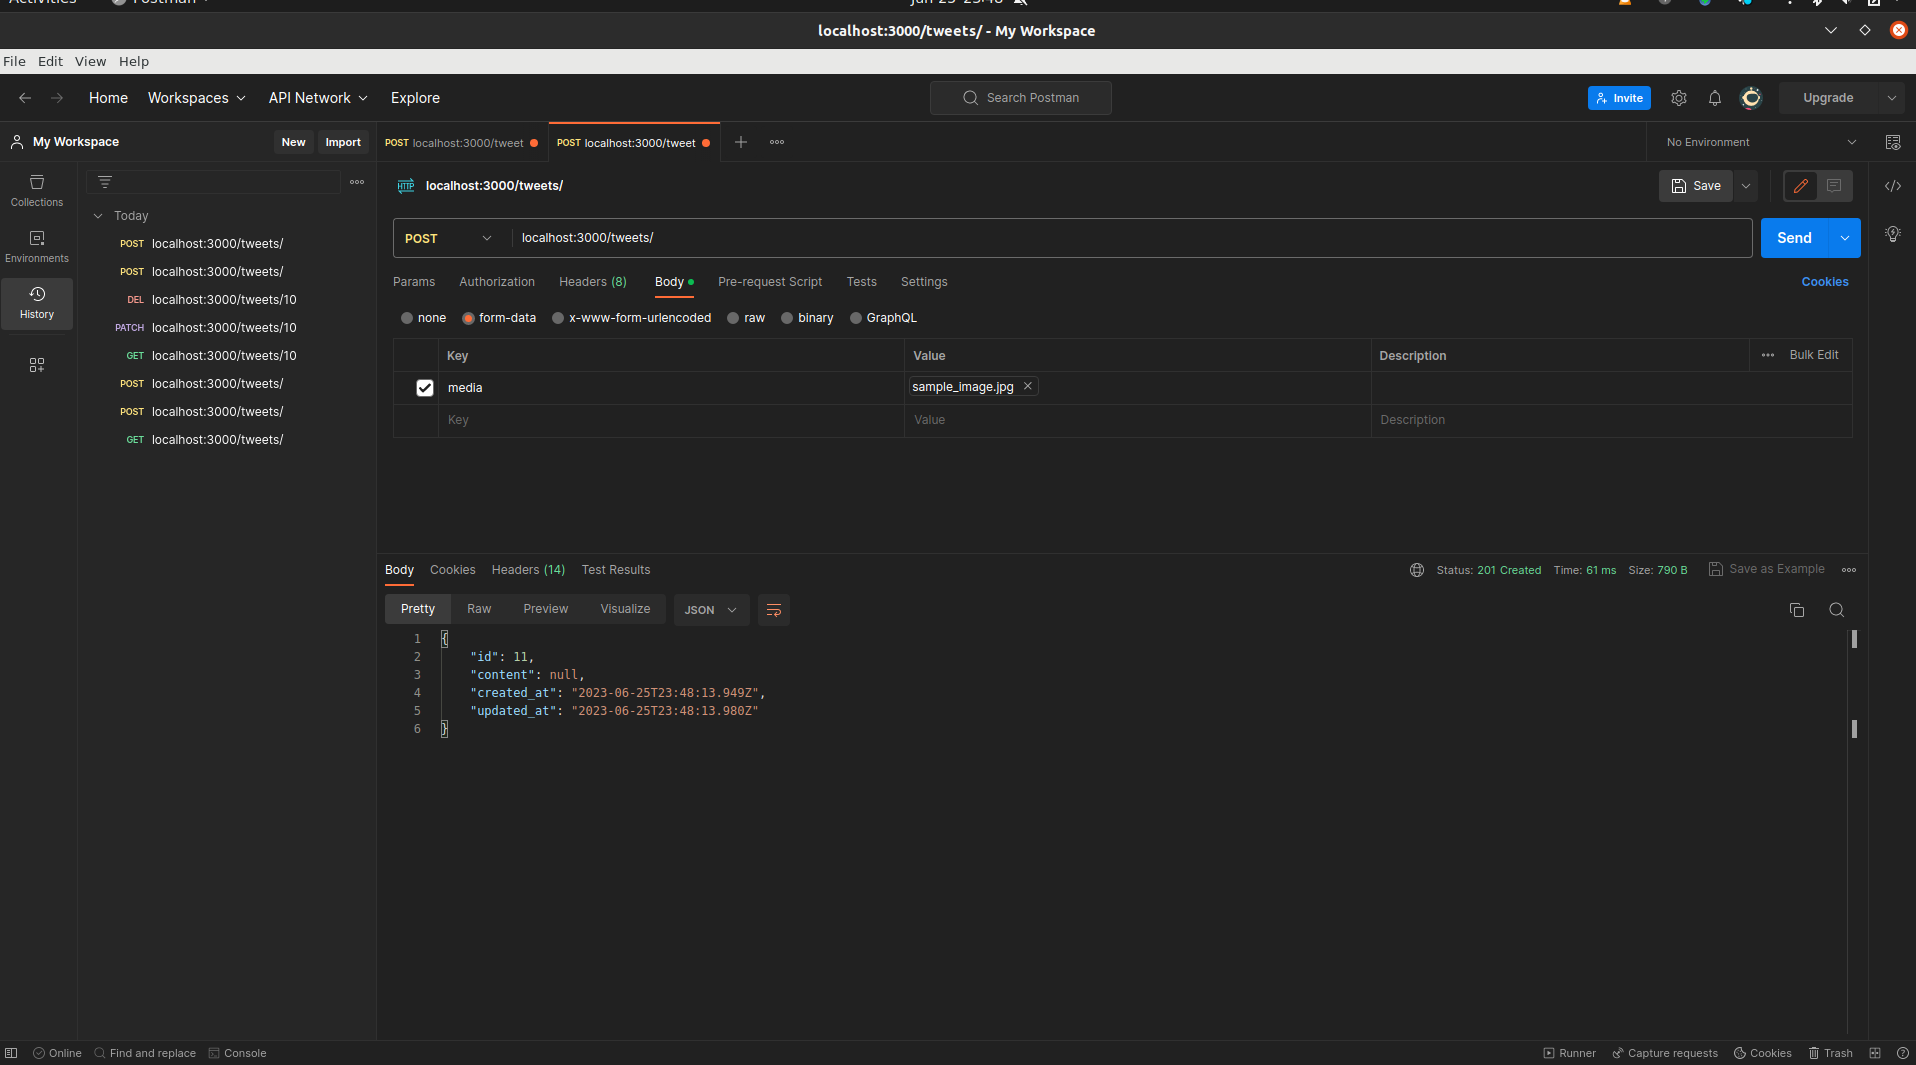 Activities Postman Jun 25 23:48
localhost:3000/tweets/ - My Workspace
File Edit View Help
Home Workspaces API Network Explore Search Postman Invite Upgrade
My Workspace New Import POST localhost:3000/tweet POST localhost:3000/tweet No Environment
Collections
Environments
History
Today
POST localhost:3000/tweets/
POST localhost:3000/tweets/
DEL localhost:3000/tweets/10
PATCH localhost:3000/tweets/10
GET localhost:3000/tweets/10
POST localhost:3000/tweets/
POST localhost:3000/tweets/
GET localhost:3000/tweets/
HTTP localhost:3000/tweets/ Save
POST localhost:3000/tweets/ Send
Params Authorization Headers (8) Body Pre-request Script Tests Settings Cookies
none form-data x-www-form-urlencoded raw binary GraphQL
Key Value Description Bulk Edit
media sample_image.jpg
Key Value Description
Body Cookies Headers (14) Test Results Status: 201 Created Time: 61 ms Size: 790 B Save as Example
Pretty Raw Preview Visualize JSON
1 {
2 "id": 11,
3 "content": null,
4 "created_at": "2023-06-25T23:48:13.949Z",
5 "updated_at": "2023-06-25T23:48:13.980Z"
6 }
Online Find and replace Console Runner Capture requests Cookies Trash